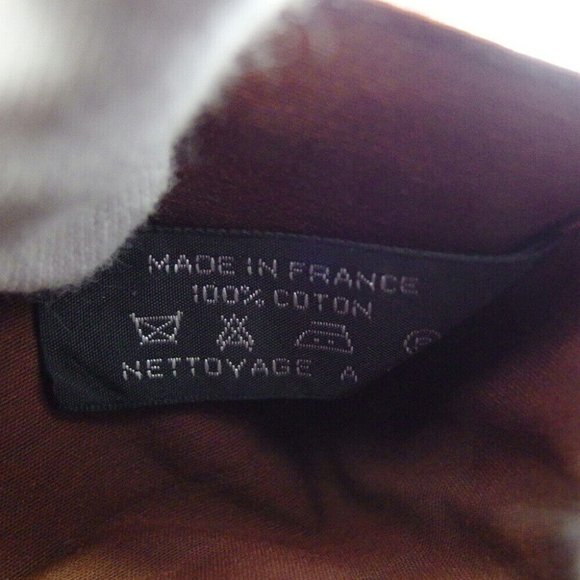 MADE IN FRANCE
100% COTON
P
NETTOYAGE A